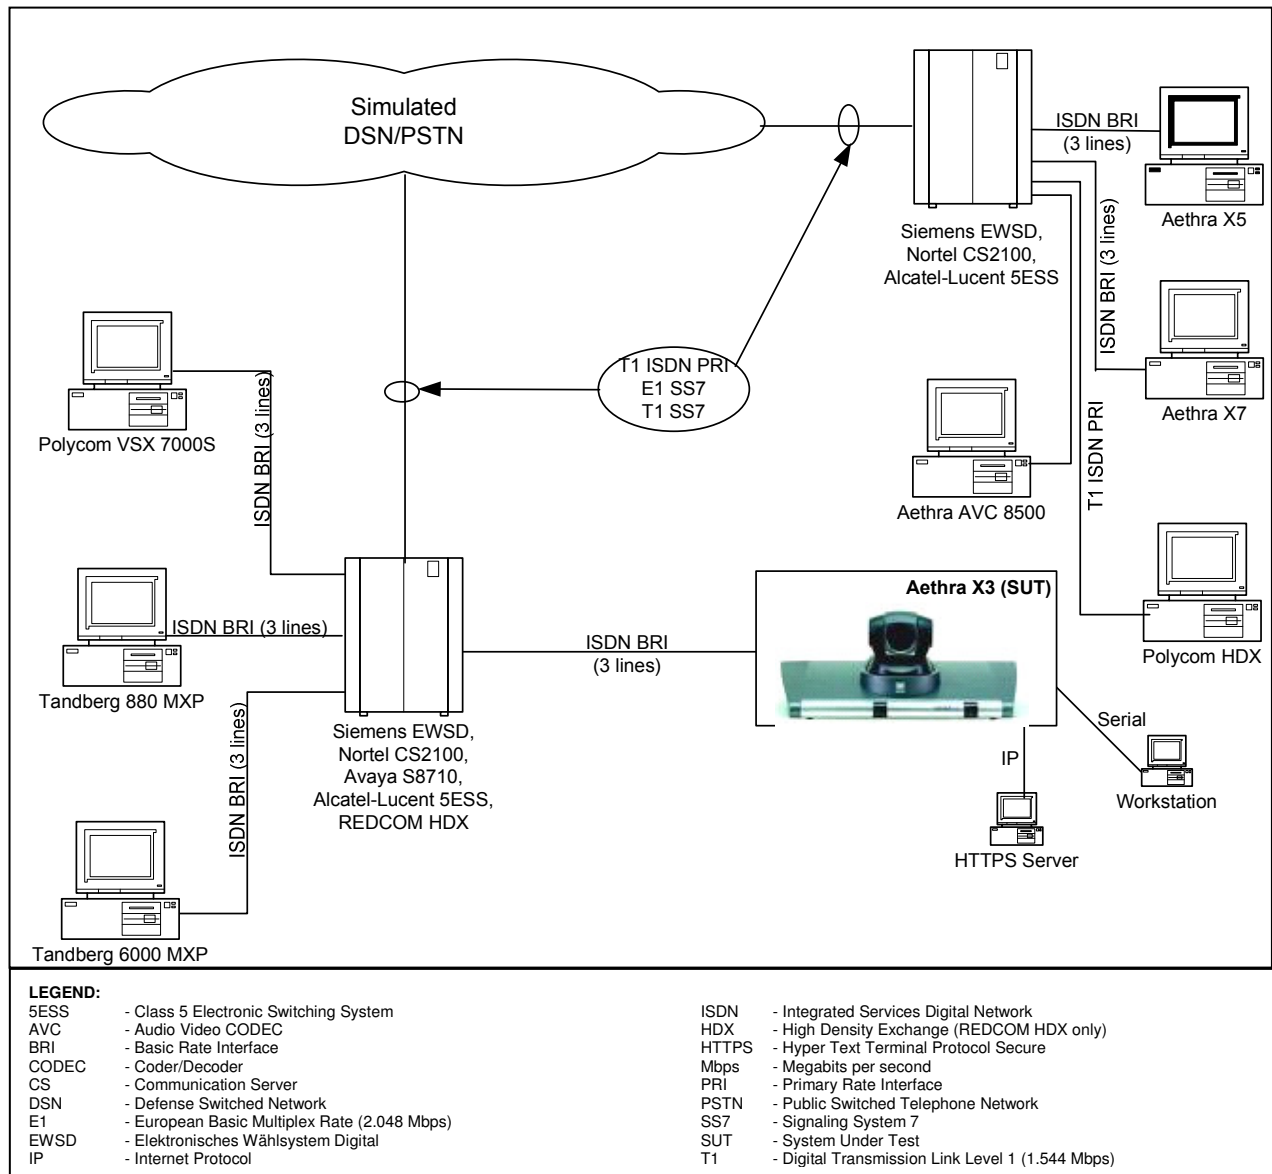 Simulated
DSN/PSTN
ISDN BRI
(3 lines)
Aethra X5
Siemens EWSD,
Nortel CS2100,
Alcatel-Lucent 5ESS
ISDN BRI (3 lines)
Aethra X7
T1 ISDN PRI
E1 SS7
T1 SS7
Polycom VSX 7000S
ISDN BRI (3 lines)
T1 ISDN PRI
Aethra AVC 8500
Polycom HDX
Aethra X3 (SUT)
ISDN BRI (3 lines)
Tandberg 880 MXP
ISDN BRI
(3 lines)
Siemens EWSD,
Nortel CS2100,
Avaya S8710,
Alcatel-Lucent 5ESS,
REDCOM HDX
ISDN BRI (3 lines)
Serial
IP
Workstation
HTTPS Server
Tandberg 6000 MXP
LEGEND:
5ESS - Class 5 Electronic Switching System
AVC - Audio Video CODEC
BRI - Basic Rate Interface
CODEC - Coder/Decoder
CS - Communication Server
DSN - Defense Switched Network
E1 - European Basic Multiplex Rate (2.048 Mbps)
EWSD - Elektronisches Wählsystem Digital
IP - Internet Protocol
ISDN - Integrated Services Digital Network
HDX - High Density Exchange (REDCOM HDX only)
HTTPS - Hyper Text Terminal Protocol Secure
Mbps - Megabits per second
PRI - Primary Rate Interface
PSTN - Public Switched Telephone Network
SS7 - Signaling System 7
SUT - System Under Test
T1 - Digital Transmission Link Level 1 (1.544 Mbps)